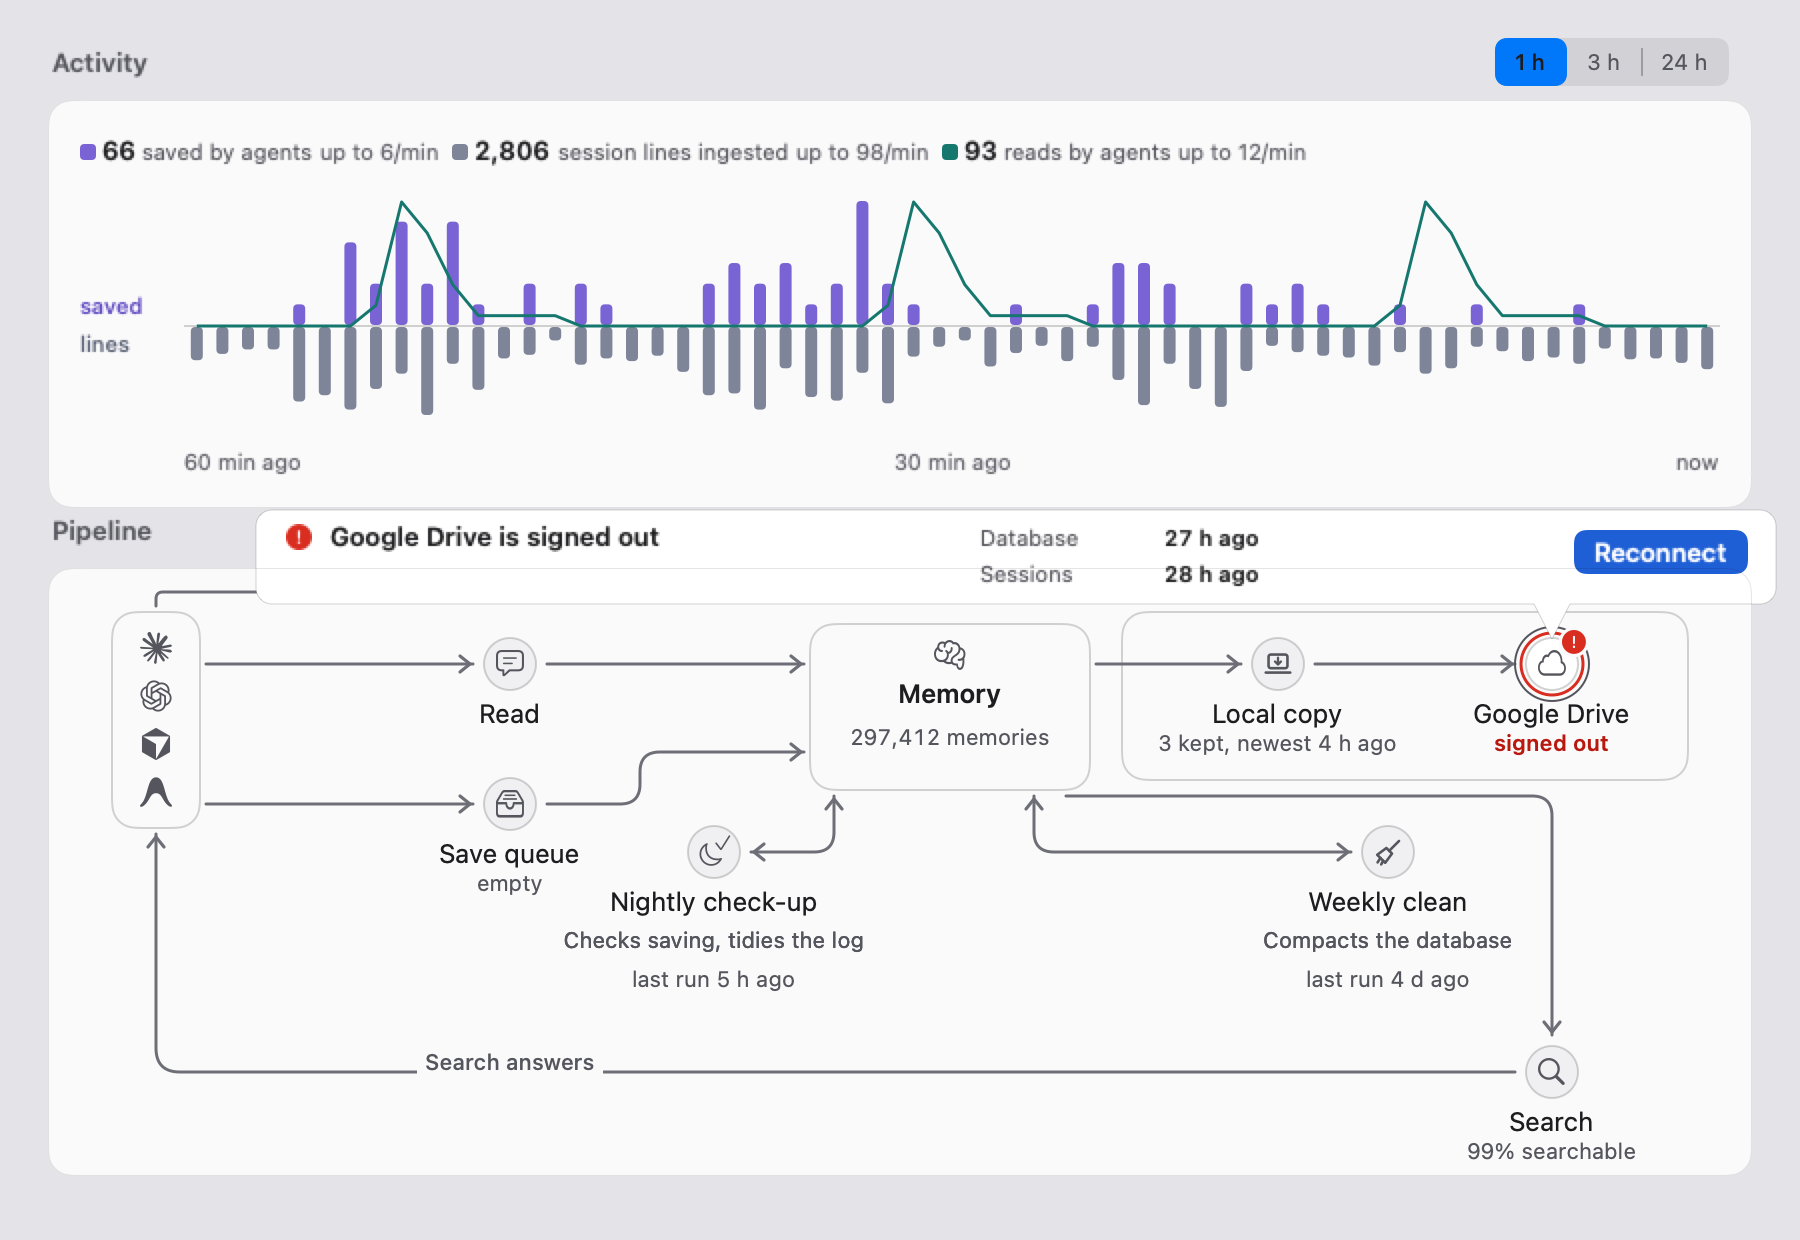 Activity
1 h 3 h 24 h
66 saved by agents up to 6/min 2,806 session lines ingested up to 98/min 93 reads by agents up to 12/min
saved
lines
60 min ago 30 min ago now
Pipeline
! Google Drive is signed out
Database 27 h ago
Sessions 28 h ago
Reconnect
Read
Memory
297,412 memories
Local copy
3 kept, newest 4 h ago
!
Google Drive
signed out
Save queue
empty
Nightly check-up
Checks saving, tidies the log
last run 5 h ago
Weekly clean
Compacts the database
last run 4 d ago
Search answers
Search
99% searchable